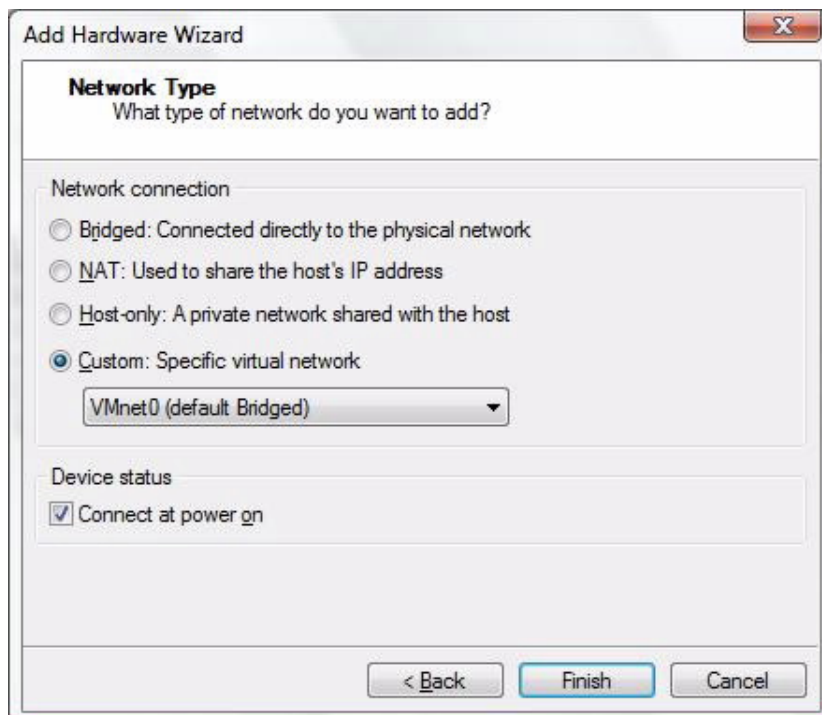 Add Hardware Wizard
Network Type
What type of network do you want to add?
Network connection
Bridged: Connected directly to the physical network
NAT: Used to share the host's IP address
Host-only: A private network shared with the host
Custom: Specific virtual network
VMnet0 (default Bridged)
Device status
Connect at power on
< Back Finish Cancel